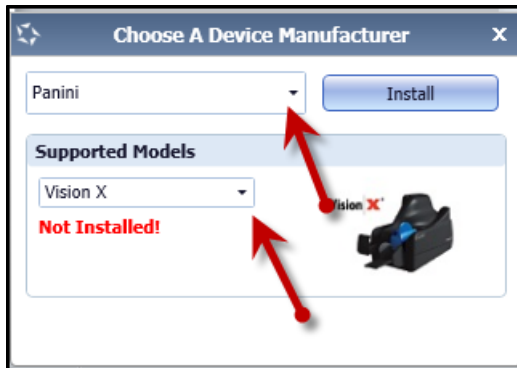 Choose A Device Manufacturer X
Panini
Install
Supported Models
Vision X
Not Installed!
Vision X